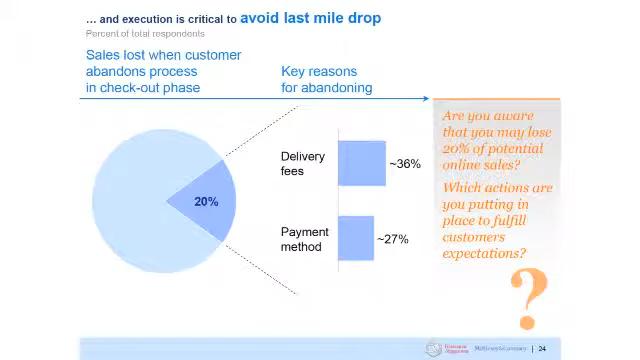 ... and execution is critical to avoid last mile drop
Percent of total respondents
Sales lost when customer
abandons process
in check-out phase
Key reasons
for abandoning
20%
Delivery
fees
~36%
Payment
method
~27%
Are you aware
that you may lose
20% of potential
online sales?
Which actions are
you putting in
place to fulfill
customers
expectations?
?
McKinsey&Company | 24